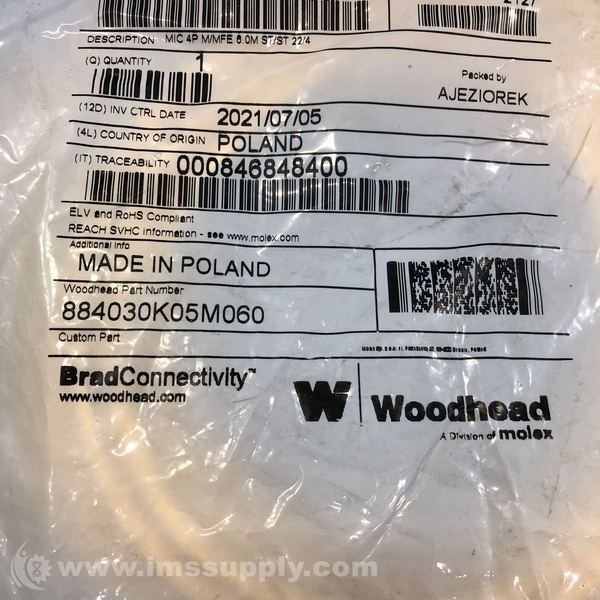 2127
DESCRIPTION MIC 4P M/MFE 6.0M ST/ST 22/4
(Q) QUANTITY 1
Packed by
AJEZIOREK
(12D) INV CTRL DATE 2021/07/05
(4L) COUNTRY OF ORIGIN POLAND
(1T) TRACEABILITY 000846848400
ELV and RoHS Compliant
REACH SVHC information - see www.molex.com
Additional Info
MADE IN POLAND
Woodhead Part Number
884030K05M060
Custom Part
BradConnectivity™
www.woodhead.com
W Woodhead
A Division of molex
www.imssupply.com